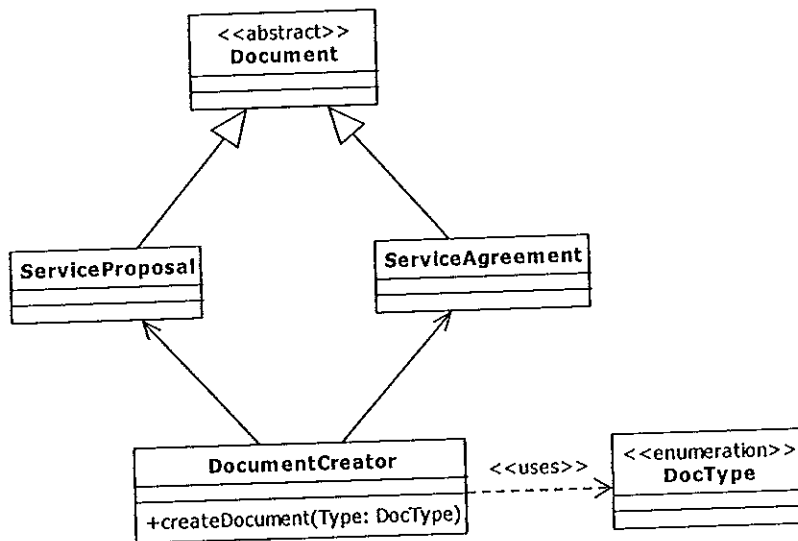 <<abstract>>
Document
ServiceProposal
ServiceAgreement
DocumentCreator
+createDocument(Type: DocType)
<<uses>>
<<enumeration>>
DocType